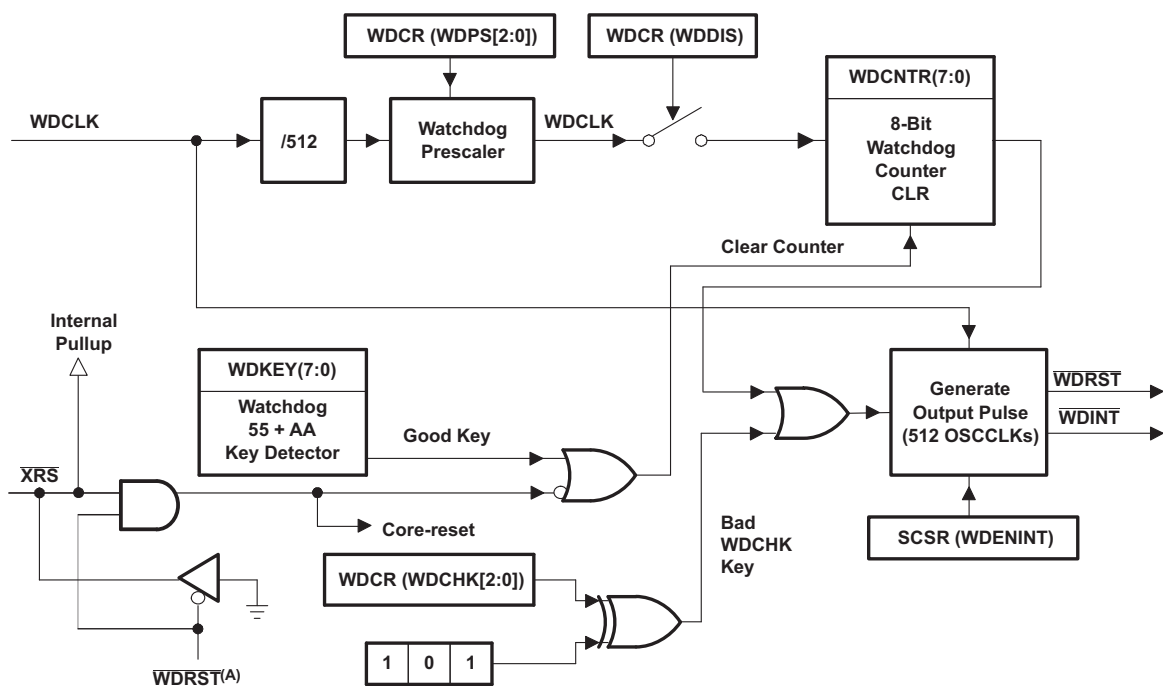 WDCR (WDPS[2:0])
WDCR (WDDIS)
WDCNTR(7:0)
WDCLK
/512
Watchdog
Prescaler
WDCLK
8-Bit
Watchdog
Counter
CLR
Clear Counter
Internal
Pullup
WDKEY(7:0)
Watchdog
55 + AA
Key Detector
Good Key
Generate
Output Pulse
(512 OSCCLKs)
WDRST
WDINT
XRS
Core-reset
Bad
WDCHK
Key
SCSR (WDENINT)
WDCR (WDCHK[2:0])
1 0 1
WDRST(A)